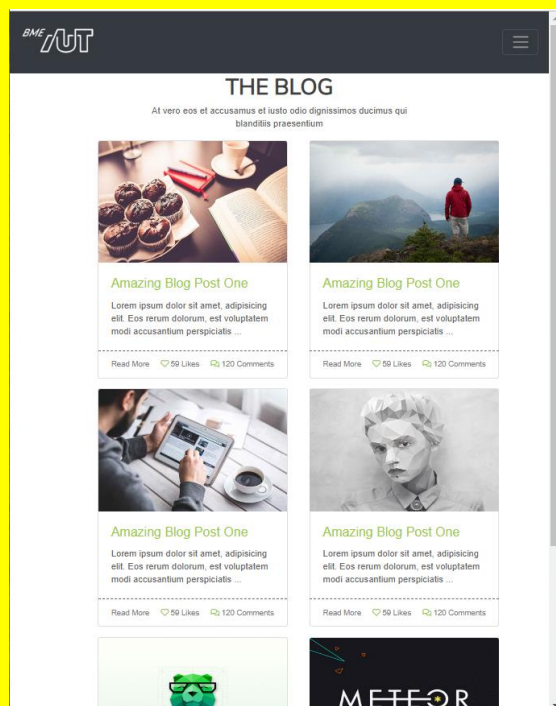 BME AUT
THE BLOG
At vero eos et accusamus et iusto odio dignissimos ducimus qui
blanditiis praesentium
Amazing Blog Post One
Lorem ipsum dolor sit amet, adipisicing
elit. Eos rerum dolorum, est voluptatem
modi accusantium perspiciatis ...
Read More 59 Likes 120 Comments
Amazing Blog Post One
Lorem ipsum dolor sit amet, adipisicing
elit. Eos rerum dolorum, est voluptatem
modi accusantium perspiciatis ...
Read More 59 Likes 120 Comments
Amazing Blog Post One
Lorem ipsum dolor sit amet, adipisicing
elit. Eos rerum dolorum, est voluptatem
modi accusantium perspiciatis ...
Read More 59 Likes 120 Comments
Amazing Blog Post One
Lorem ipsum dolor sit amet, adipisicing
elit. Eos rerum dolorum, est voluptatem
modi accusantium perspiciatis ...
Read More 59 Likes 120 Comments
METEOR